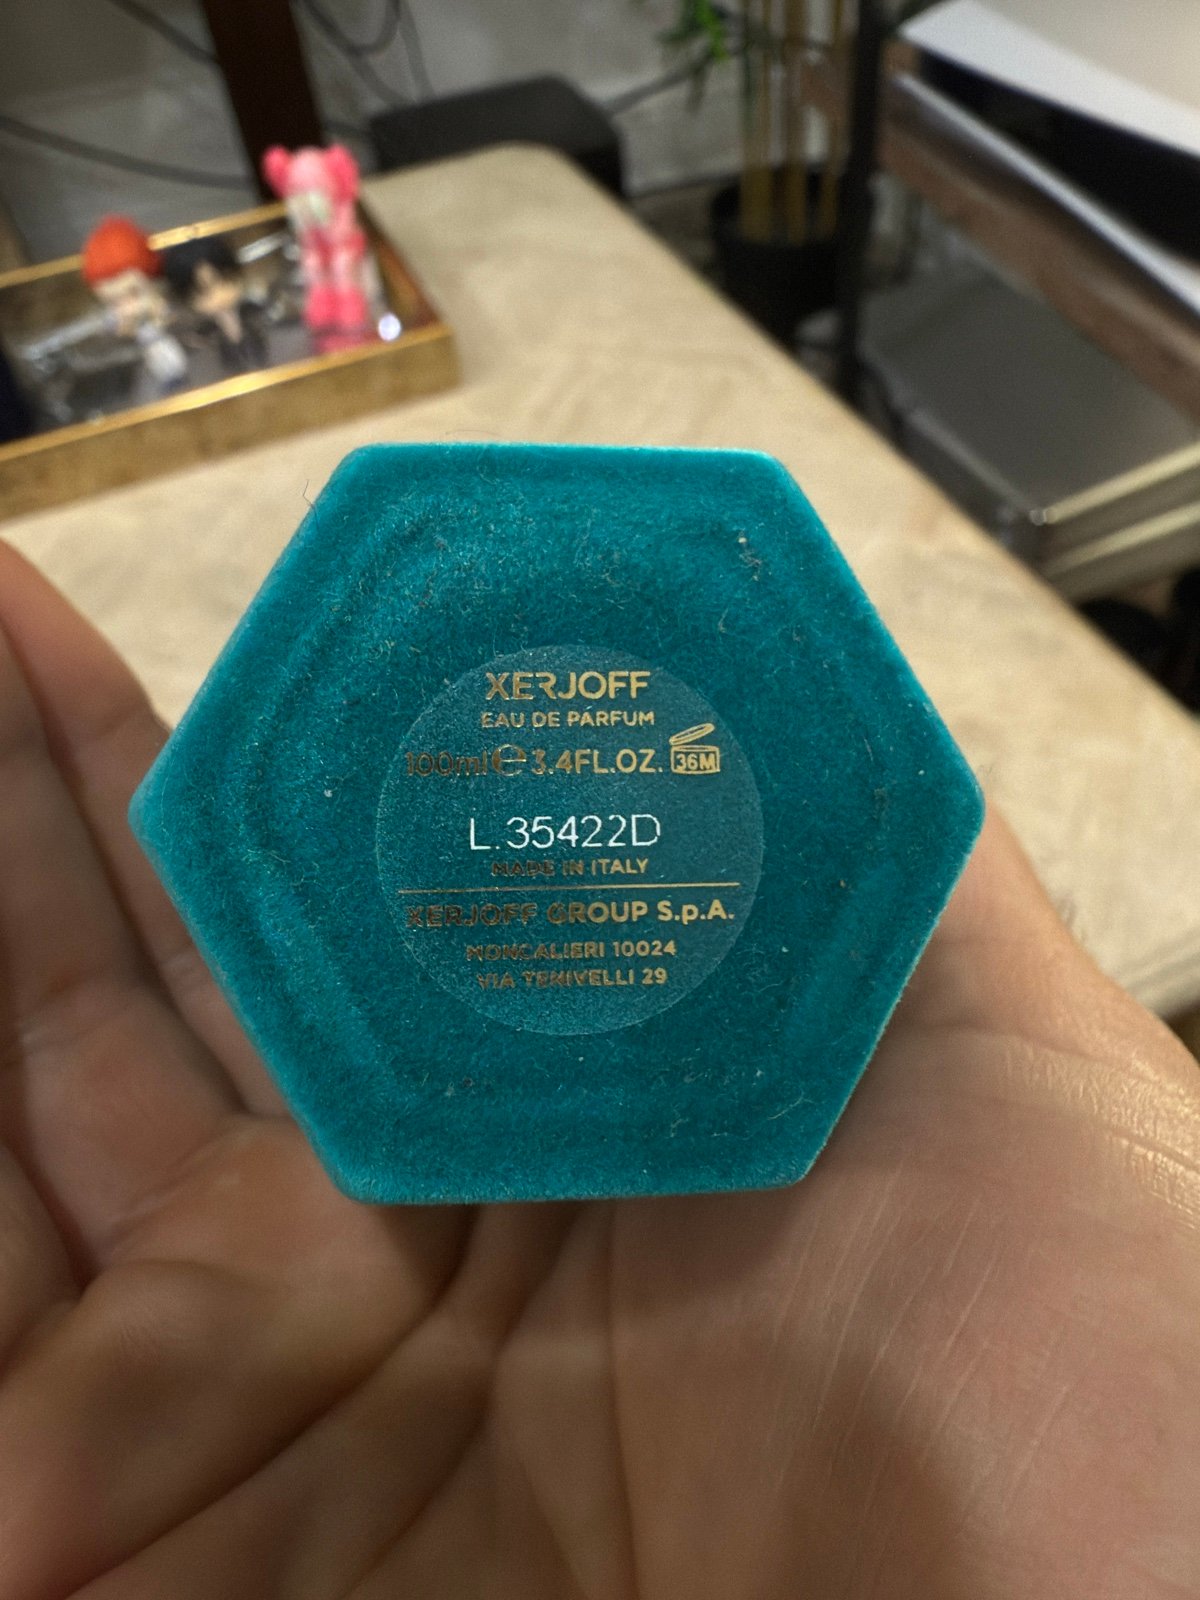 XERJOFF
EAU DE PARFUM
100ml ℮ 3.4FL.OZ. 36M
L.35422D
MADE IN ITALY
XERJOFF GROUP S.p.A.
MONCALIERI 10024
VIA TENIVELLI 29